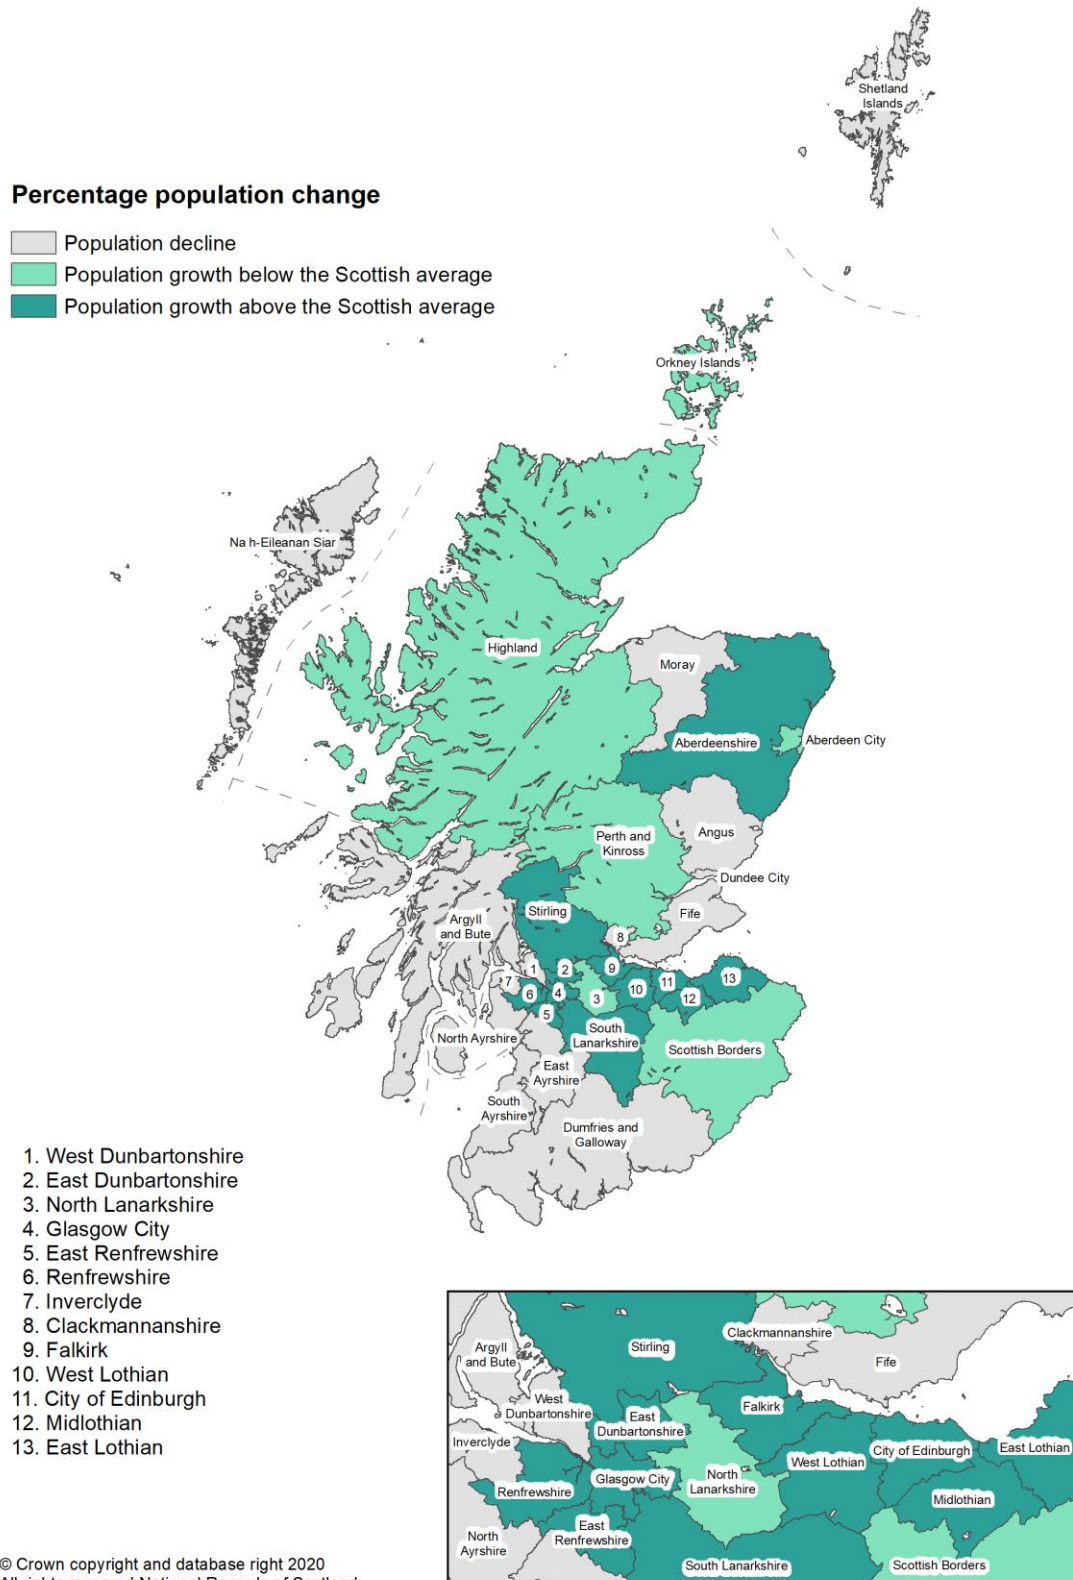 Shetland
Islands
Percentage population change
Population decline
Population growth below the Scottish average
Population growth above the Scottish average
Orkney Islands
Na h-Eileanan Siar
Highland
Moray
Aberdeenshire
Aberdeen City
Angus
Perth and
Kinross
Dundee City
Stirling
Fife
Argyll
and Bute
8
1
2
9
7
6
4
3
10
11
13
12
5
North Ayrshire
South
Lanarkshire
Scottish Borders
East
Ayrshire
South
Ayrshire
Dumfries and
Galloway
1. West Dunbartonshire
2. East Dunbartonshire
3. North Lanarkshire
4. Glasgow City
5. East Renfrewshire
6. Renfrewshire
7. Inverclyde
8. Clackmannanshire
9. Falkirk
10. West Lothian
11. City of Edinburgh
12. Midlothian
13. East Lothian
Argyll
and Bute
Stirling
Clackmannanshire
Fife
West
Dunbartonshire
East
Dunbartonshire
Falkirk
Inverclyde
City of Edinburgh
East Lothian
West Lothian
Glasgow City
North
Lanarkshire
Renfrewshire
Midlothian
North
Ayrshire
East
Renfrewshire
South Lanarkshire
Scottish Borders
© Crown copyright and database right 2020